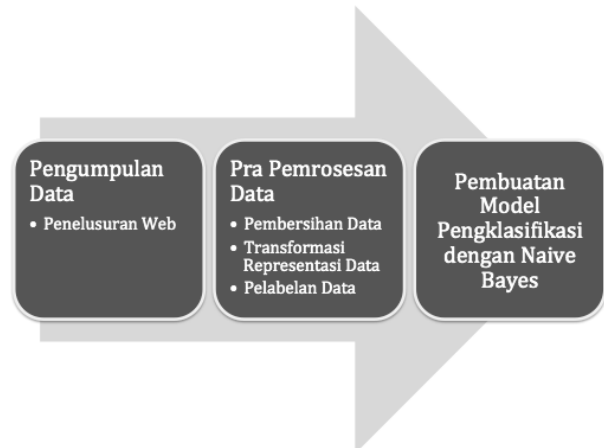 Pengumpulan
Data
• Penelusuran Web
Pra Pemrosesan
Data
• Pembersihan Data
• Transformasi
Representasi Data
• Pelabelan Data
Pembuatan
Model
Pengklasifikasi
dengan Naive
Bayes